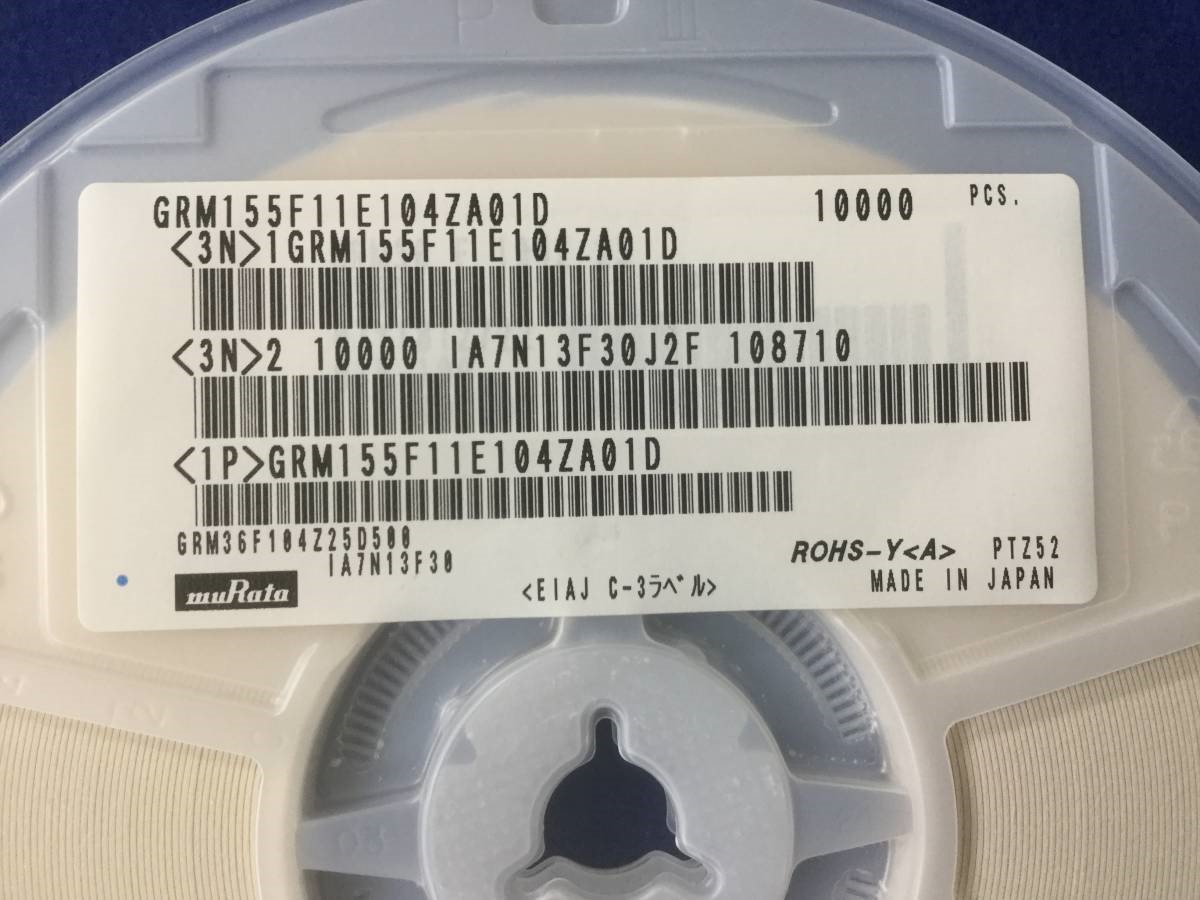 GRM155F11E104ZA01D 10000 PCS.
<3N>1GRM155F11E104ZA01D
<3N>2 10000 IA7N13F30J2F 108710
<1P>GRM155F11E104ZA01D
GRM36F104Z25D500
IA7N13F30
ROHS-Y<A> PTZ52
muRata <EIAJ C-3ラベル> MADE IN JAPAN